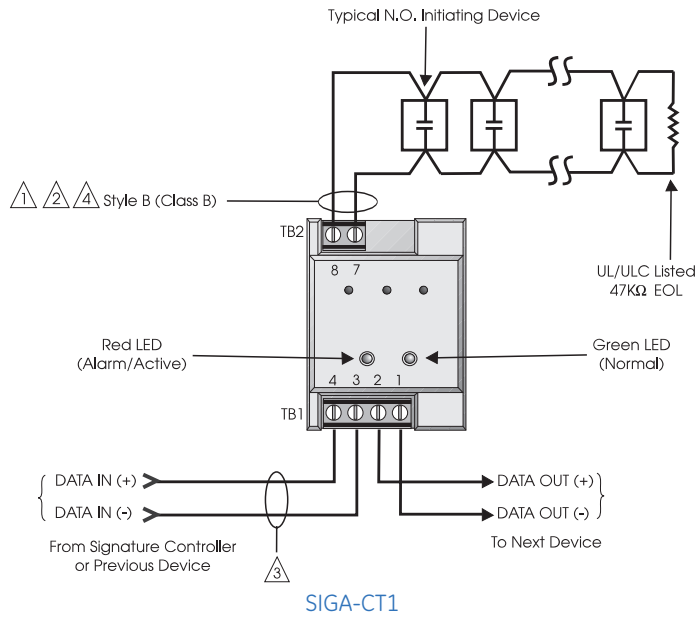 Typical N.O. Initiating Device
1 2 4 Style B (Class B)
TB2
8 7
UL/ULC Listed
47KΩ EOL
Red LED
(Alarm/Active)
Green LED
(Normal)
4 3 2 1
TB1
DATA IN (+)
DATA IN (-)
From Signature Controller
or Previous Device
3
DATA OUT (+)
DATA OUT (-)
To Next Device
SIGA-CT1